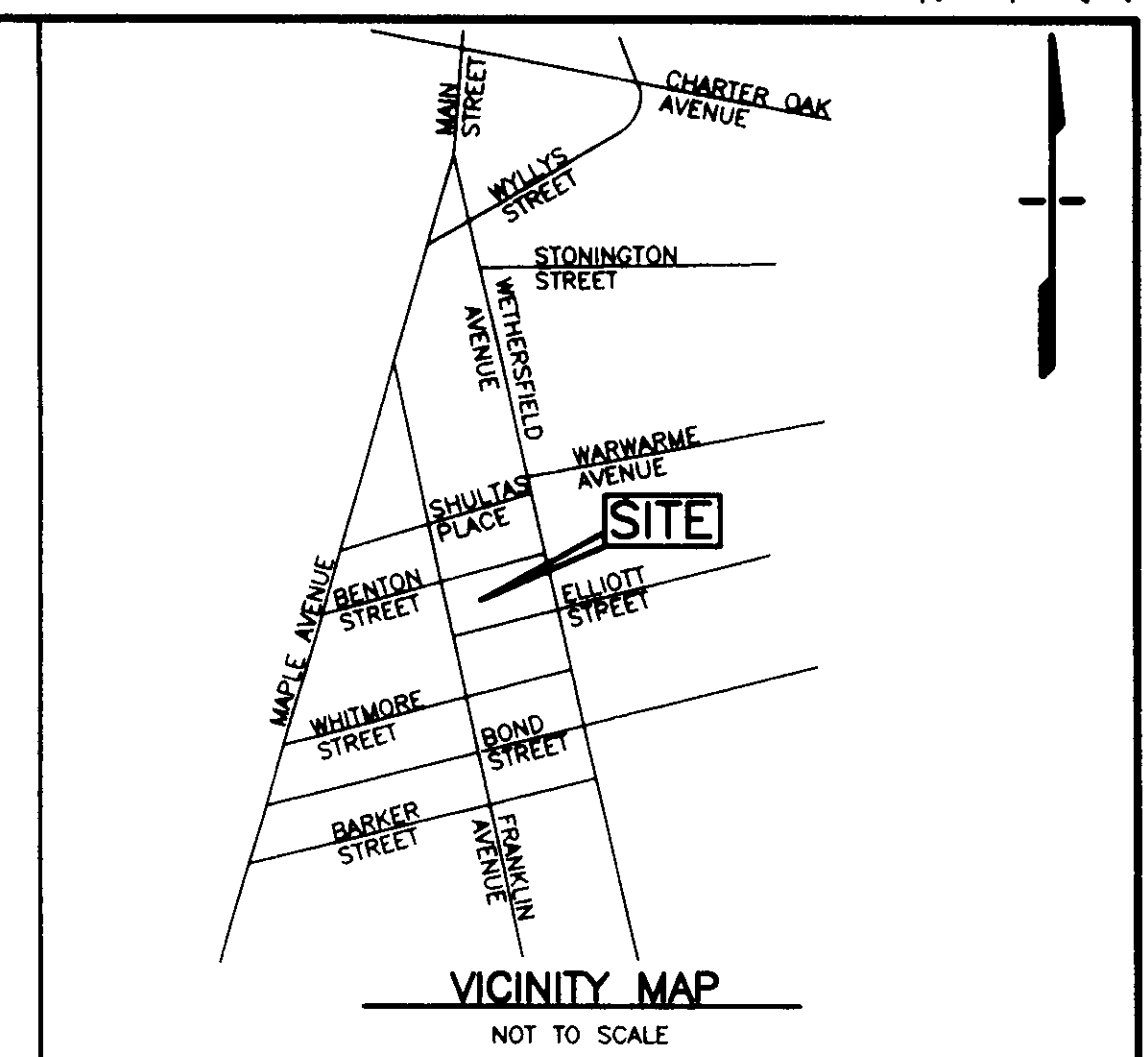 CHARTER OAK
AVENUE
MAIN
STREET
WYLLYS
STREET
STONINGTON
STREET
WETHERSFIELD
AVENUE
WARWARME
AVENUE
SHULTAS
PLACE
SITE
BENTON
STREET
ELLIOTT
STREET
MAPLE AVENUE
WHITMORE
STREET
BOND
STREET
BARKER
STREET
FRANKLIN
AVENUE
VICINITY MAP
NOT TO SCALE